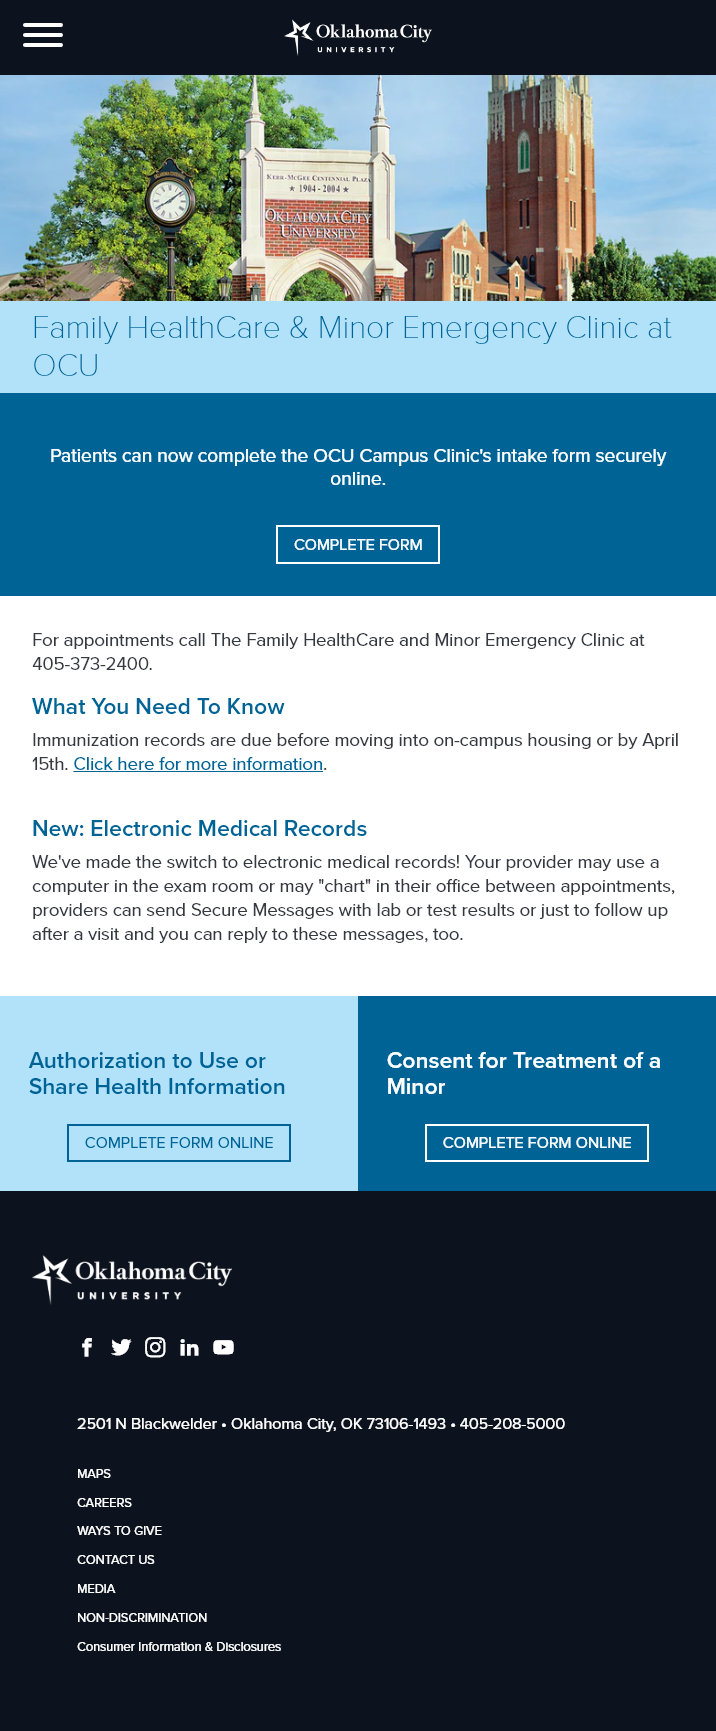 Oklahoma City
UNIVERSITY
KERR-MCGEE CENTENNIAL PLAZA
★ 1904 - 2004 ★
OKLAHOMA CITY
UNIVERSITY
Family HealthCare & Minor Emergency Clinic at
OCU
Patients can now complete the OCU Campus Clinic's intake form securely
online.
COMPLETE FORM
For appointments call The Family HealthCare and Minor Emergency Clinic at
405-373-2400.
What You Need To Know
Immunization records are due before moving into on-campus housing or by April
15th. Click here for more information.
New: Electronic Medical Records
We've made the switch to electronic medical records! Your provider may use a
computer in the exam room or may "chart" in their office between appointments,
providers can send Secure Messages with lab or test results or just to follow up
after a visit and you can reply to these messages, too.
Authorization to Use or
Share Health Information
COMPLETE FORM ONLINE
Consent for Treatment of a
Minor
COMPLETE FORM ONLINE
Oklahoma City
UNIVERSITY
2501 N Blackwelder • Oklahoma City, OK 73106-1493 • 405-208-5000
MAPS
CAREERS
WAYS TO GIVE
CONTACT US
MEDIA
NON-DISCRIMINATION
Consumer Information & Disclosures